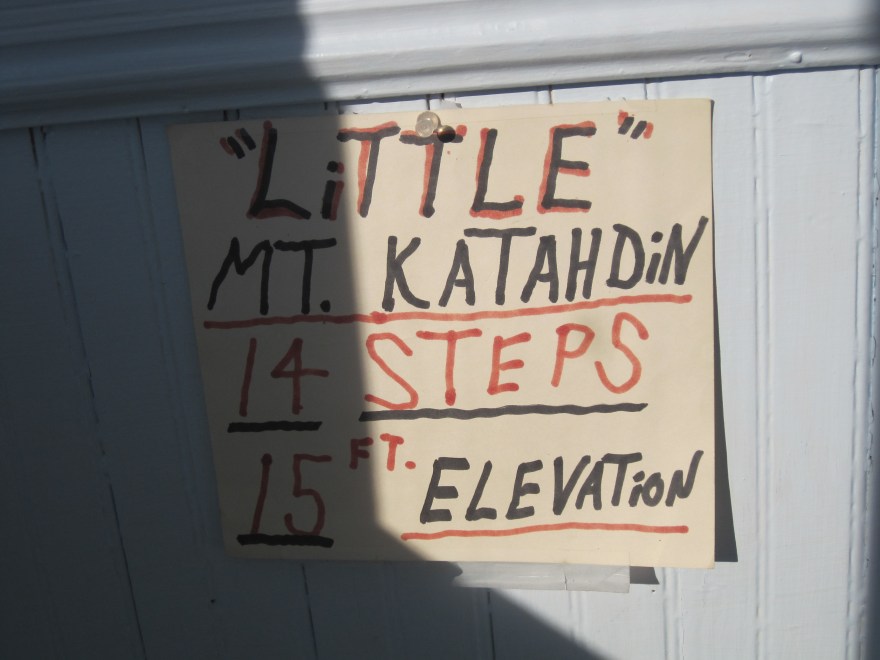 "LiTTLE"
MT. KATAHDiN
14 STEPS
15 FT. ELEVATioN